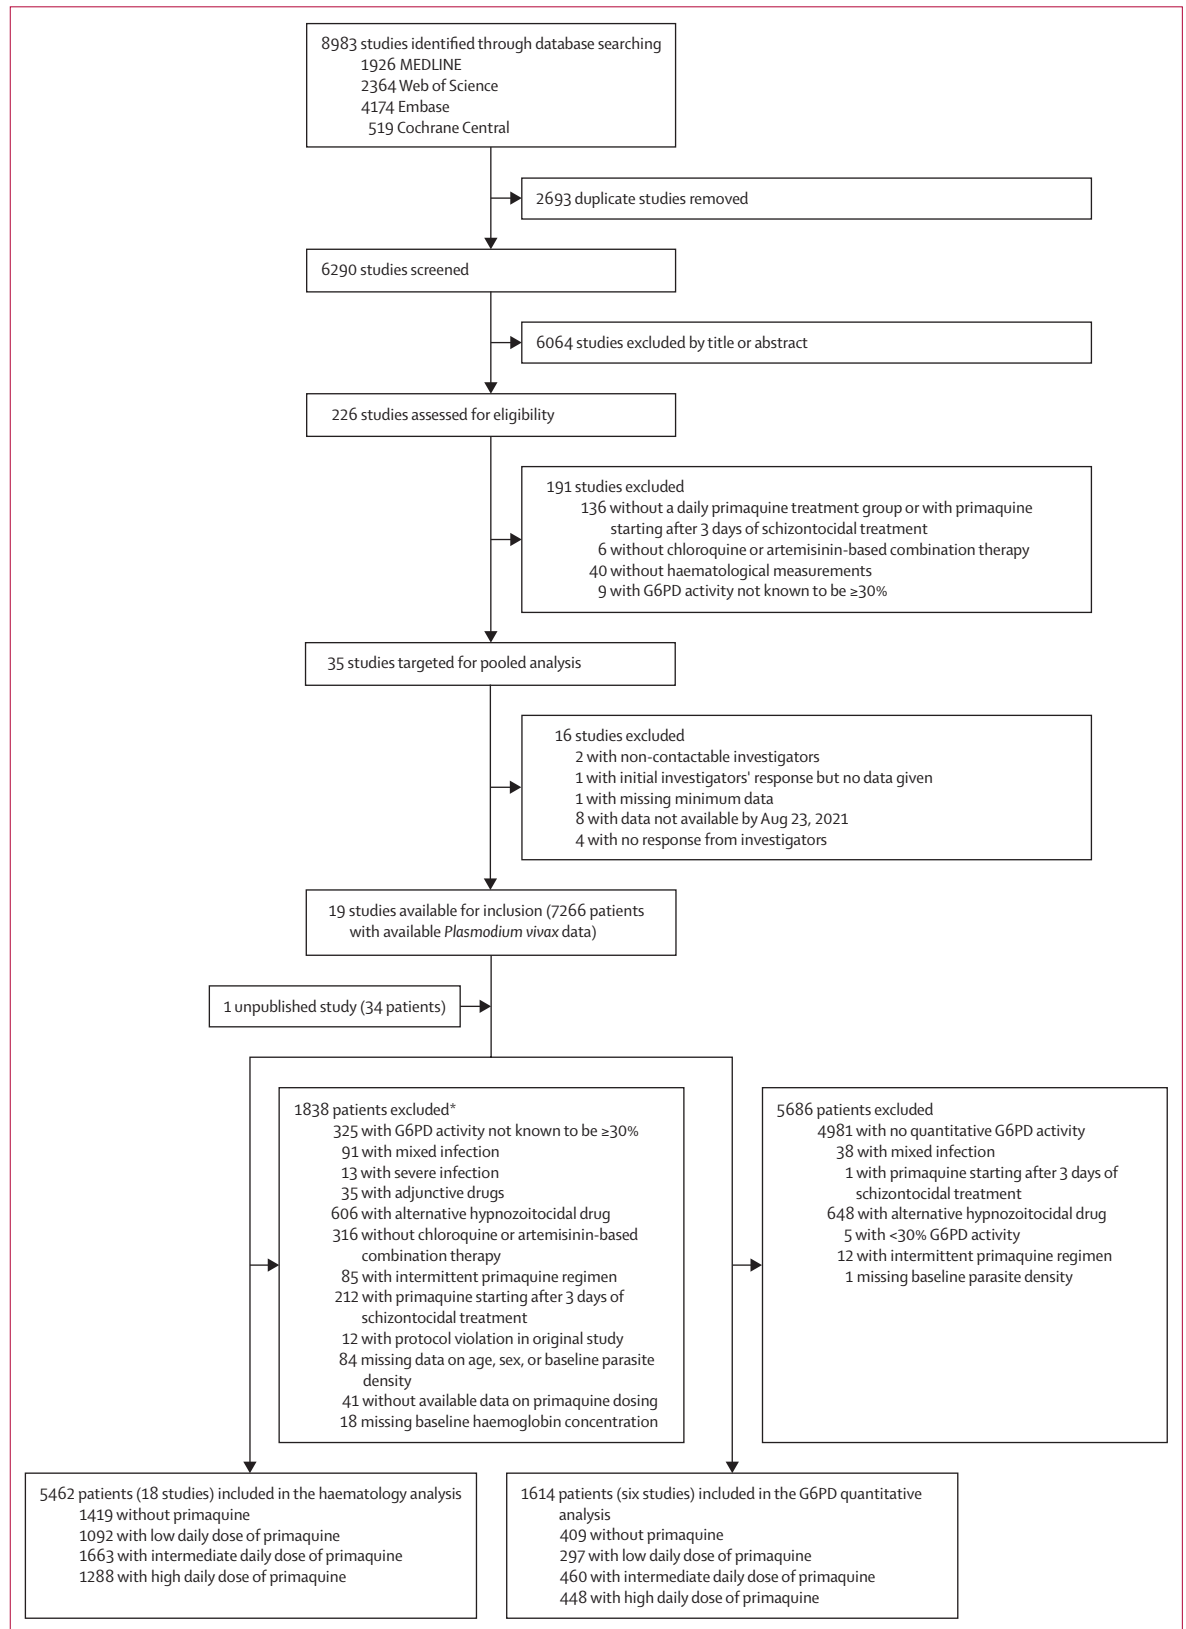 8983 studies identified through database searching
1926 MEDLINE
2364 Web of Science
4174 Embase
519 Cochrane Central
2693 duplicate studies removed
6290 studies screened
6064 studies excluded by title or abstract
226 studies assessed for eligibility
191 studies excluded
136 without a daily primaquine treatment group or with primaquine
starting after 3 days of schizontocidal treatment
6 without chloroquine or artemisinin-based combination therapy
40 without haematological measurements
9 with G6PD activity not known to be ≥30%
35 studies targeted for pooled analysis
16 studies excluded
2 with non-contactable investigators
1 with initial investigators' response but no data given
1 with missing minimum data
8 with data not available by Aug 23, 2021
4 with no response from investigators
19 studies available for inclusion (7266 patients
with available Plasmodium vivax data)
1 unpublished study (34 patients)
1838 patients excluded*
325 with G6PD activity not known to be ≥30%
91 with mixed infection
13 with severe infection
35 with adjunctive drugs
606 with alternative hypnozoitocidal drug
316 without chloroquine or artemisinin-based
combination therapy
85 with intermittent primaquine regimen
212 with primaquine starting after 3 days of
schizontocidal treatment
12 with protocol violation in original study
84 missing data on age, sex, or baseline parasite
density
41 without available data on primaquine dosing
18 missing baseline haemoglobin concentration
5686 patients excluded
4981 with no quantitative G6PD activity
38 with mixed infection
1 with primaquine starting after 3 days of
schizontocidal treatment
648 with alternative hypnozoitocidal drug
5 with <30% G6PD activity
12 with intermittent primaquine regimen
1 missing baseline parasite density
5462 patients (18 studies) included in the haematology analysis
1419 without primaquine
1092 with low daily dose of primaquine
1663 with intermediate daily dose of primaquine
1288 with high daily dose of primaquine
1614 patients (six studies) included in the G6PD quantitative
analysis
409 without primaquine
297 with low daily dose of primaquine
460 with intermediate daily dose of primaquine
448 with high daily dose of primaquine